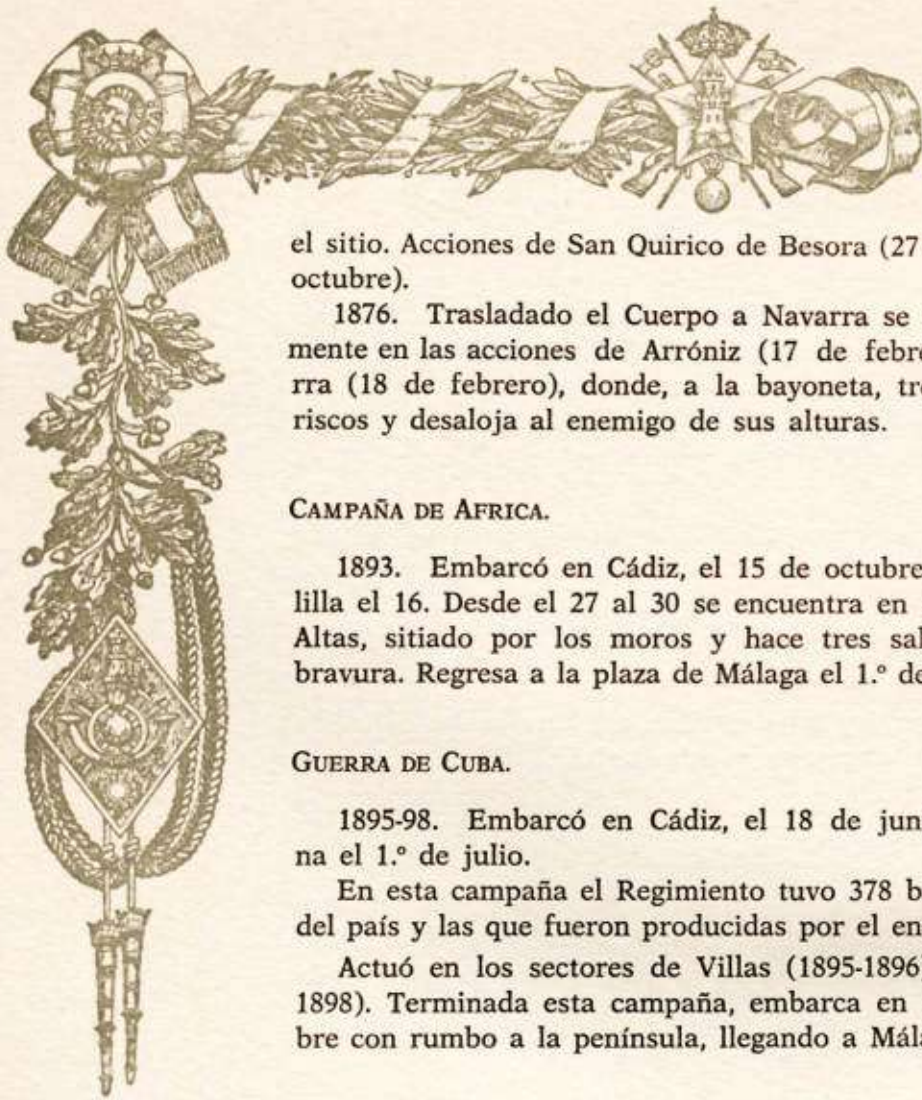 el sitio. Acciones de San Quirico de Besora (27
octubre).
1876. Trasladado el Cuerpo a Navarra se
mente en las acciones de Arróniz (17 de febre
rra (18 de febrero), donde, a la bayoneta, tre
riscos y desaloja al enemigo de sus alturas.
CAMPAÑA DE AFRICA.
1893. Embarcó en Cádiz, el 15 de octubre
lilla el 16. Desde el 27 al 30 se encuentra en
Altas, sitiado por los moros y hace tres sal
bravura. Regresa a la plaza de Málaga el 1.º de
GUERRA DE CUBA.
1895-98. Embarcó en Cádiz, el 18 de jun
na el 1.º de julio.
En esta campaña el Regimiento tuvo 378 b
del país y las que fueron producidas por el en
Actuó en los sectores de Villas (1895-1896
1898). Terminada esta campaña, embarca en
bre con rumbo a la península, llegando a Mála